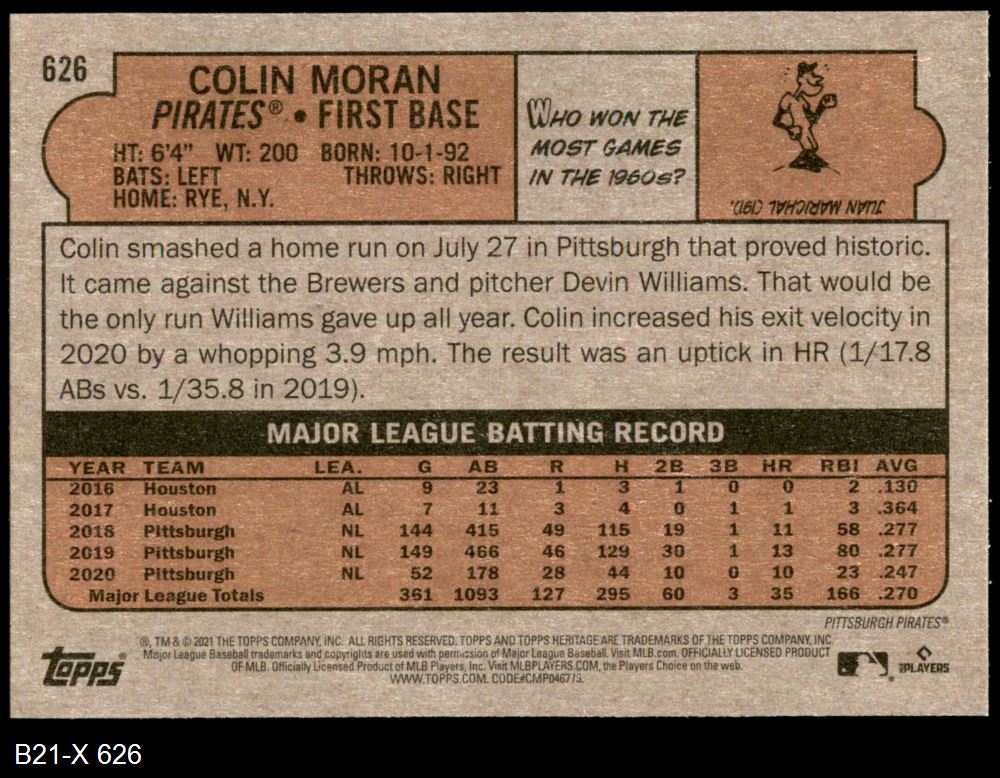 626
COLIN MORAN
PIRATES® • FIRST BASE
HT: 6'4" WT: 200 BORN: 10-1-92
BATS: LEFT THROWS: RIGHT
HOME: RYE, N.Y.
WHO WON THE
MOST GAMES
IN THE 1960s?
JUAN MARICHAL (191).
Colin smashed a home run on July 27 in Pittsburgh that proved historic.
It came against the Brewers and pitcher Devin Williams. That would be
the only run Williams gave up all year. Colin increased his exit velocity in
2020 by a whopping 3.9 mph. The result was an uptick in HR (1/17.8
ABs vs. 1/35.8 in 2019).
MAJOR LEAGUE BATTING RECORD
YEAR TEAM LEA. G AB R H 2B 3B HR RBI AVG
2016 Houston AL 9 23 1 3 1 0 0 2 .130
2017 Houston AL 7 11 3 4 0 1 1 3 .364
2018 Pittsburgh NL 144 415 49 115 19 1 11 58 .277
2019 Pittsburgh NL 149 466 46 129 30 1 13 80 .277
2020 Pittsburgh NL 52 178 28 44 10 0 10 23 .247
Major League Totals 361 1093 127 295 60 3 35 166 .270
PITTSBURGH PIRATES®
®, TM & © 2021 THE TOPPS COMPANY, INC. ALL RIGHTS RESERVED. TOPPS AND TOPPS HERITAGE ARE TRADEMARKS OF THE TOPPS COMPANY, INC.
Major League Baseball trademarks and copyrights are used with permission of Major League Baseball. Visit MLB.com. OFFICIALLY LICENSED PRODUCT
OF MLB. Officially Licensed Product of MLB Players, Inc. Visit MLBPLAYERS.COM, the Players Choice on the web.
WWW.TOPPS.COM. CODE#CMP046779.
topps®
PLAYERS
B21-X 626